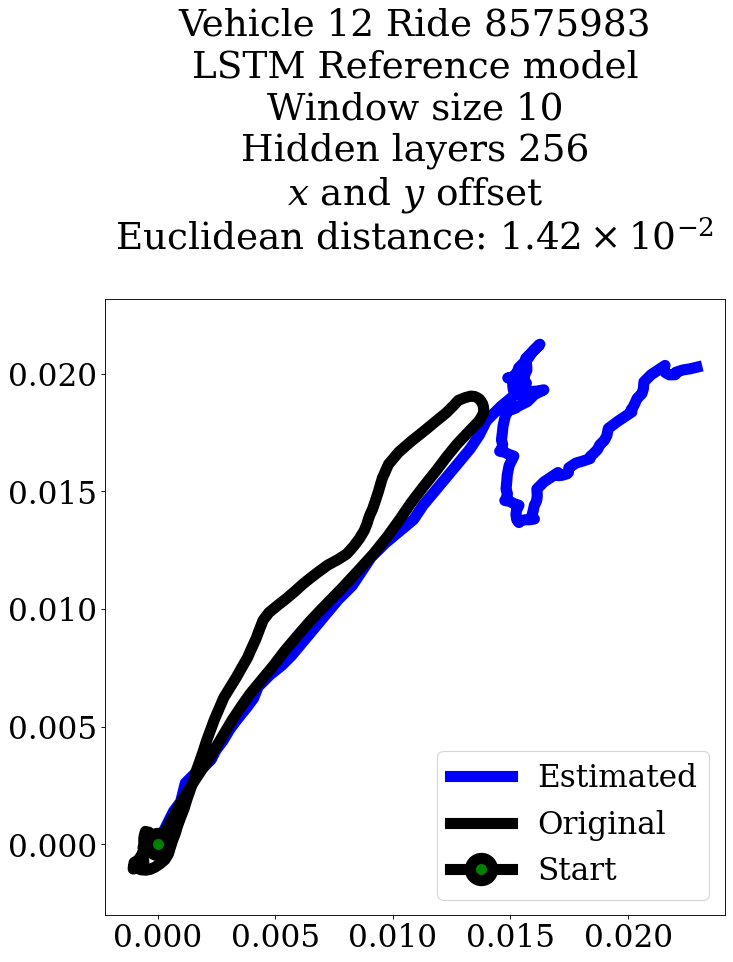 Vehicle 12 Ride 8575983
LSTM Reference model
Window size 10
Hidden layers 256
x and y offset
Euclidean distance: 1.42 × 10⁻²
0.020
0.015
0.010
0.005
0.000
Estimated
Original
Start
0.000 0.005 0.010 0.015 0.020